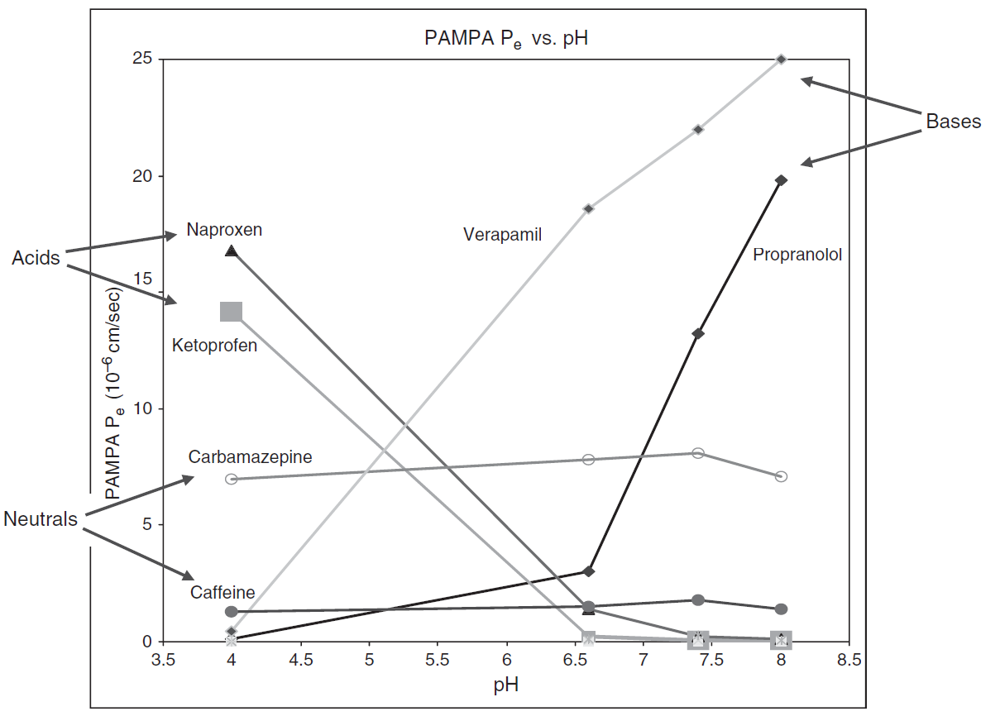 PAMPA Pe vs. pH
25
20
15
10
5
0
PAMPA Pe (10–6 cm/sec)
3.5 4 4.5 5 5.5 6 6.5 7 7.5 8 8.5
pH
Acids
Naproxen
Ketoprofen
Neutrals
Carbamazepine
Caffeine
Verapamil
Propranolol
Bases